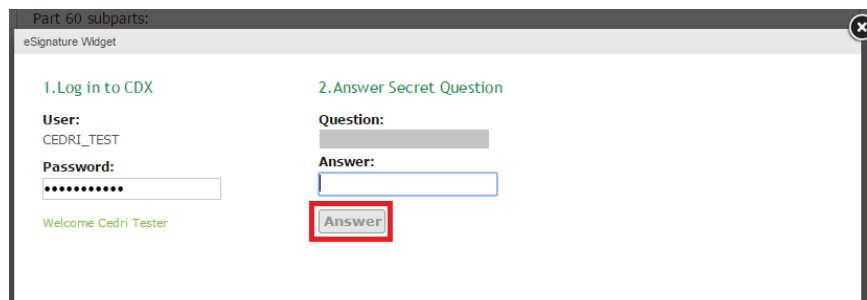 Part 60 subparts:
eSignature Widget
1.Log in to CDX
User:
CEDRI_TEST
Password:
•••••••••••
Welcome Cedri Tester
2.Answer Secret Question
Question:
Answer:
Answer